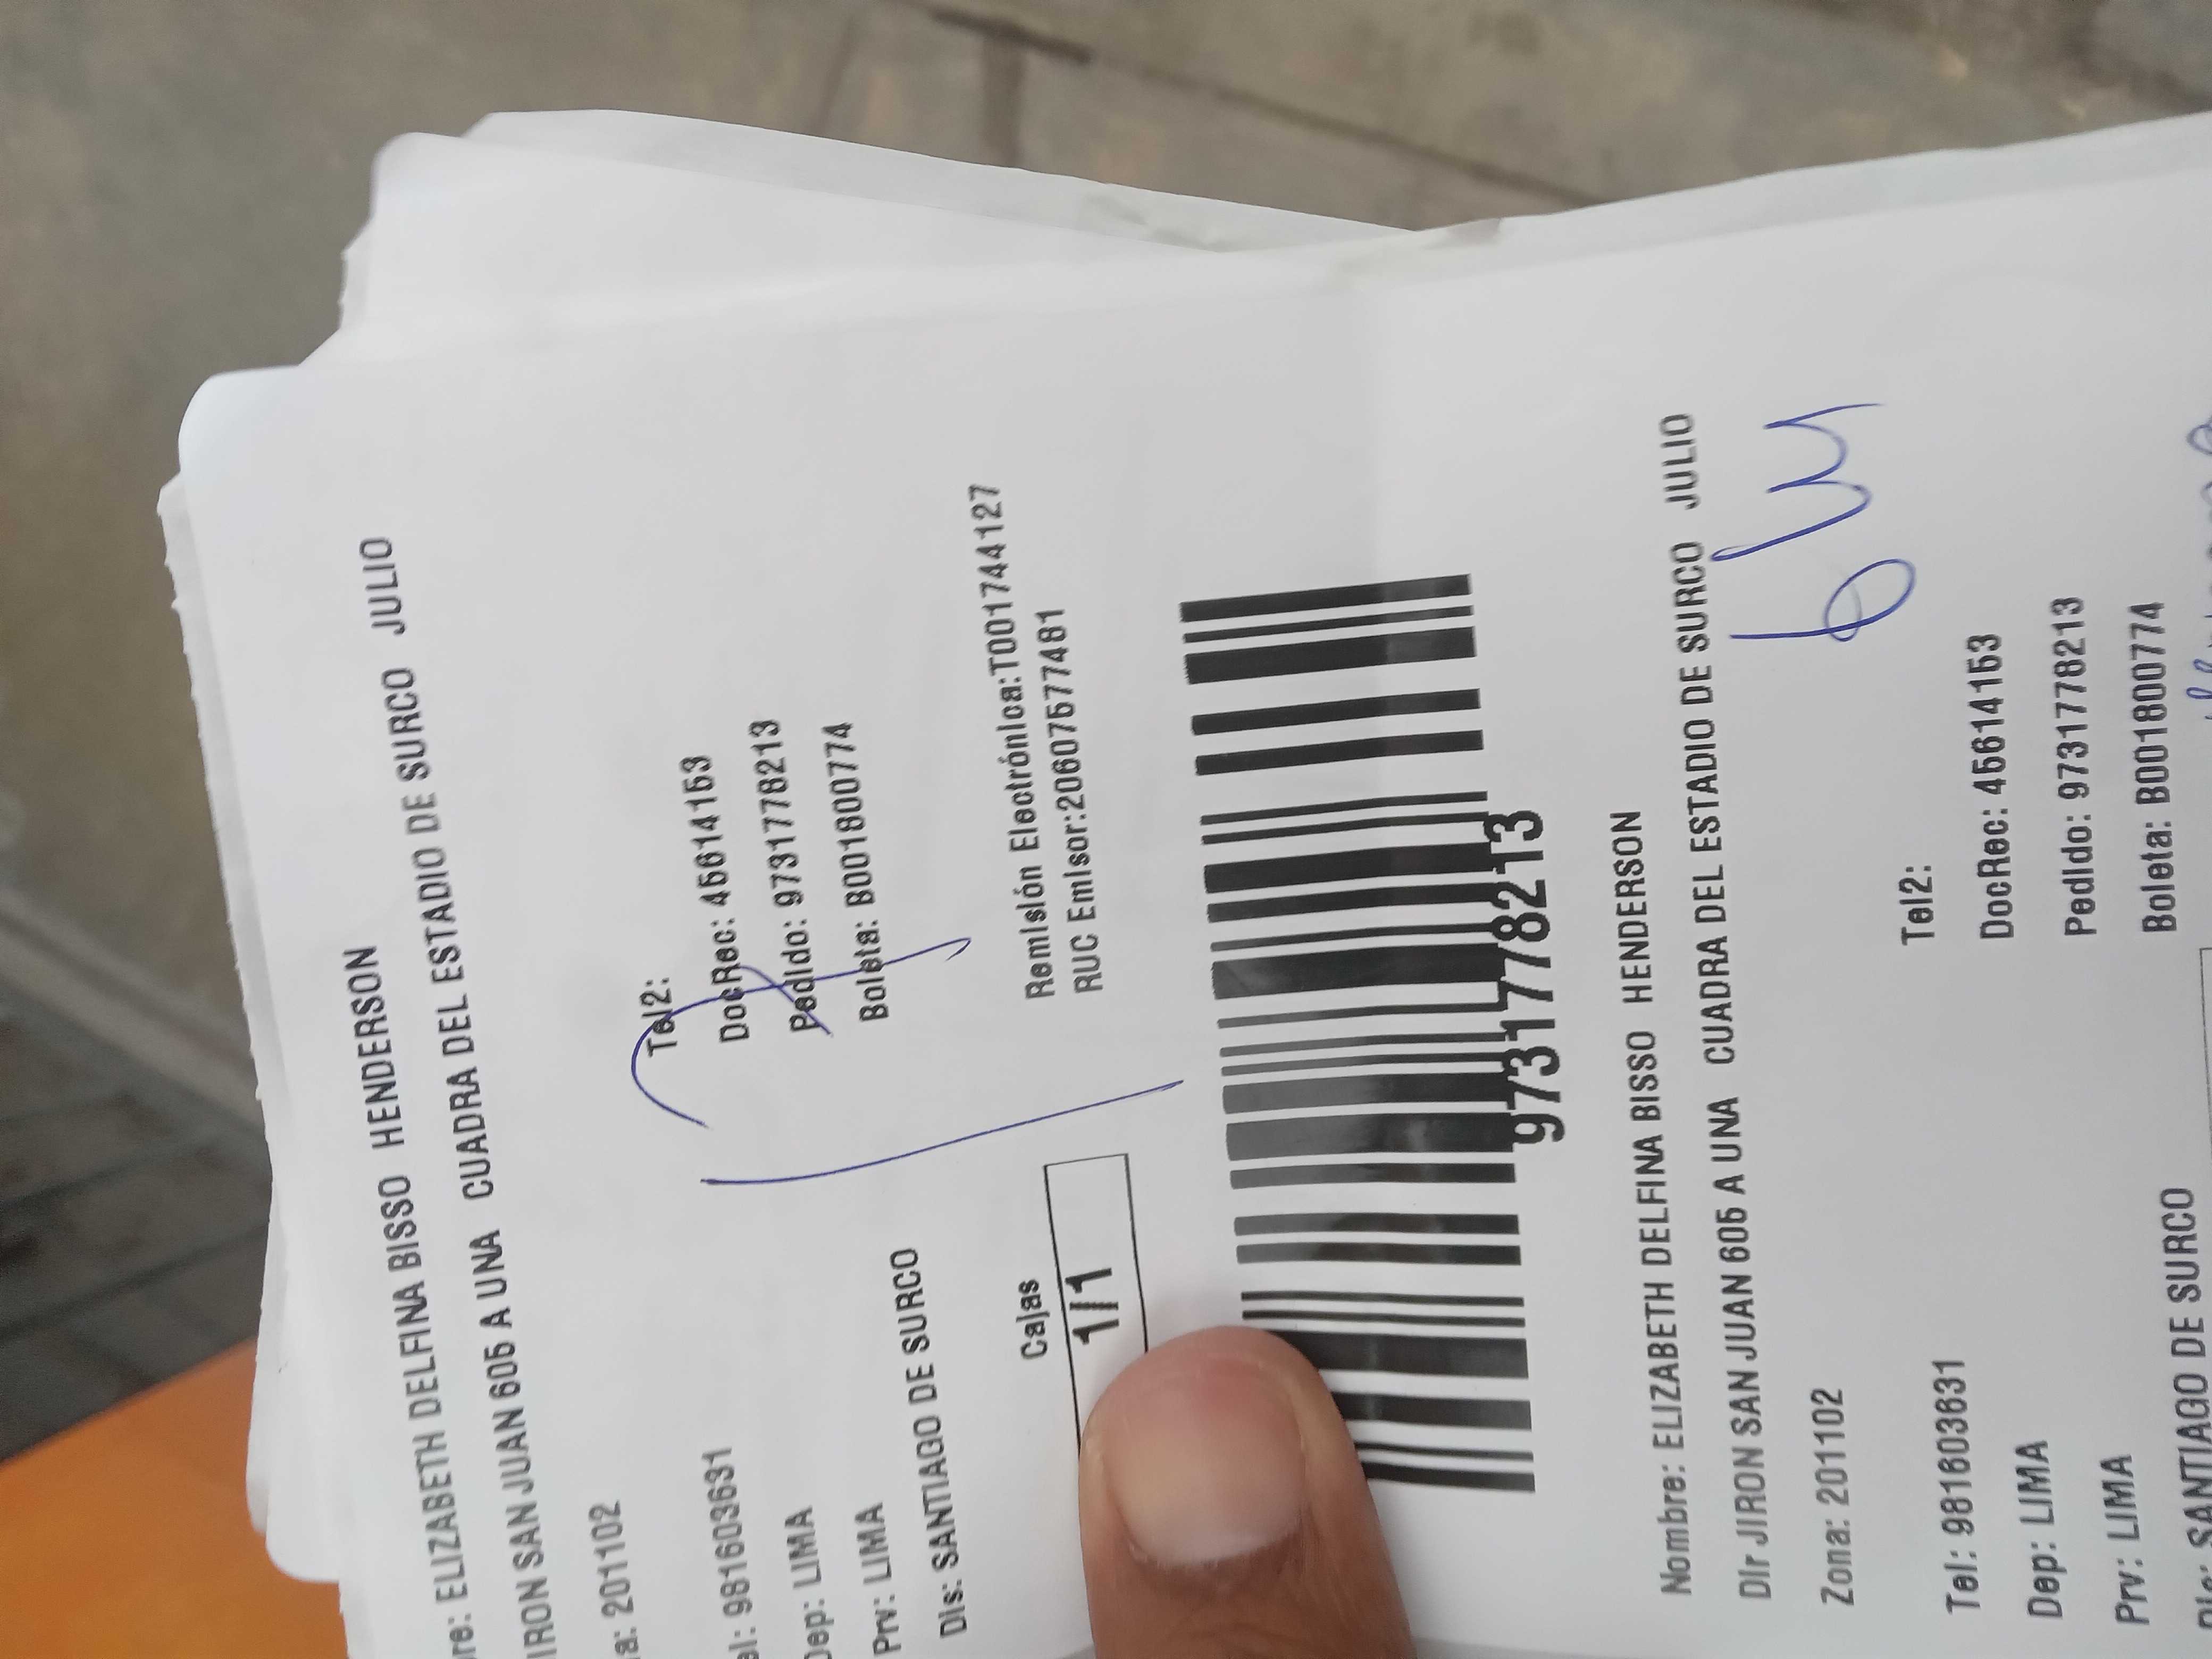 re: ELIZABETH DELFINA BISSO HENDERSON
IRON SAN JUAN 605 A UNA CUADRA DEL ESTADIO DE SURCO JULIO
a: 201102
el: 981603631 Tel2:
Dep: LIMA DocRec: 45614153
Prv: LIMA Pedido: 9731778213
Dis: SANTIAGO DE SURCO Boleta: B001800774
Cajas
1/1
Remisión Electrónica:T001744127
RUC Emisor:20607577481
9731778213
Nombre: ELIZABETH DELFINA BISSO HENDERSON
Dir JIRON SAN JUAN 605 A UNA CUADRA DEL ESTADIO DE SURCO JULIO
Zona: 201102
Tel: 981603631 Tel2:
Dep: LIMA DocRec: 45614153
Prv: LIMA Pedido: 9731778213
Dis: SANTIAGO DE SURCO Boleta: B001800774